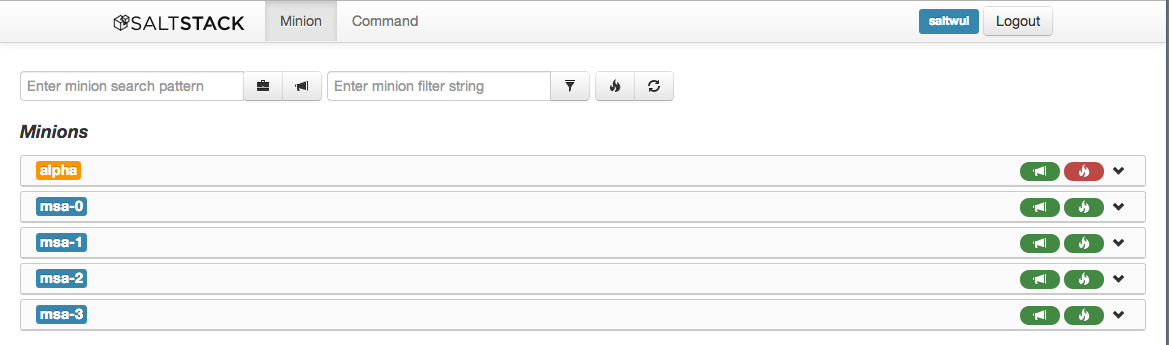 SALTSTACK Minion Command saltwui Logout
Enter minion search pattern Enter minion filter string
Minions
alpha
msa-0
msa-1
msa-2
msa-3